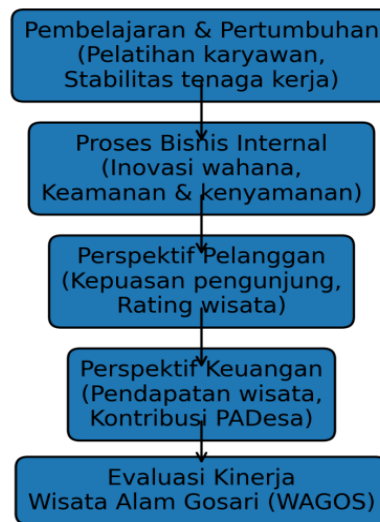 Pembelajaran & Pertumbuhan
(Pelatihan karyawan,
Stabilitas tenaga kerja)
Proses Bisnis Internal
(Inovasi wahana,
Keamanan & kenyamanan)
Perspektif Pelanggan
(Kepuasan pengunjung,
Rating wisata)
Perspektif Keuangan
(Pendapatan wisata,
Kontribusi PADesa)
Evaluasi Kinerja
Wisata Alam Gosari (WAGOS)